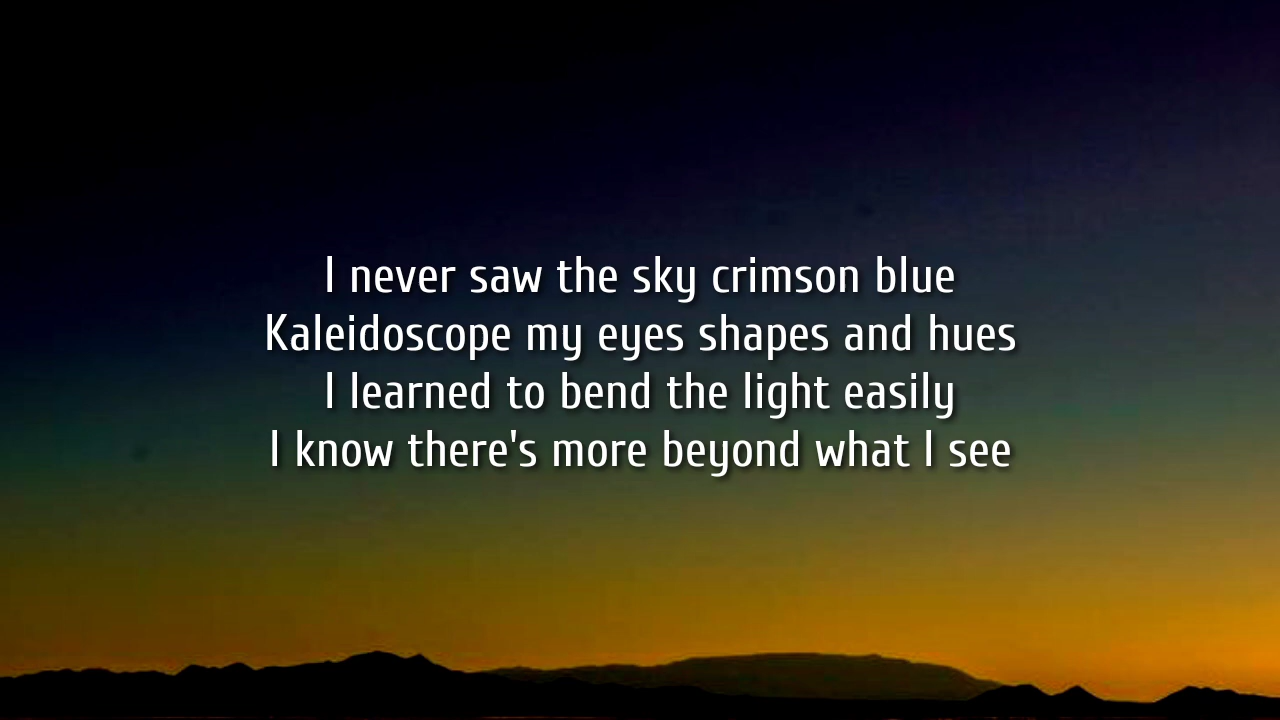 I never saw the sky crimson blue
Kaleidoscope my eyes shapes and hues
I learned to bend the light easily
I know there's more beyond what I see